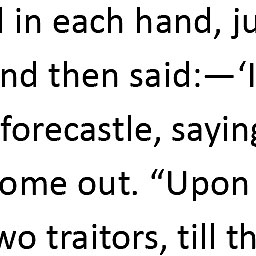 in each hand, ju
nd then said:—‘I
forecastle, saying
ome out. “Upon
wo traitors, till th